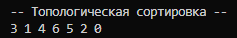 -- Топологическая сортировка --
3 1 4 6 5 2 0